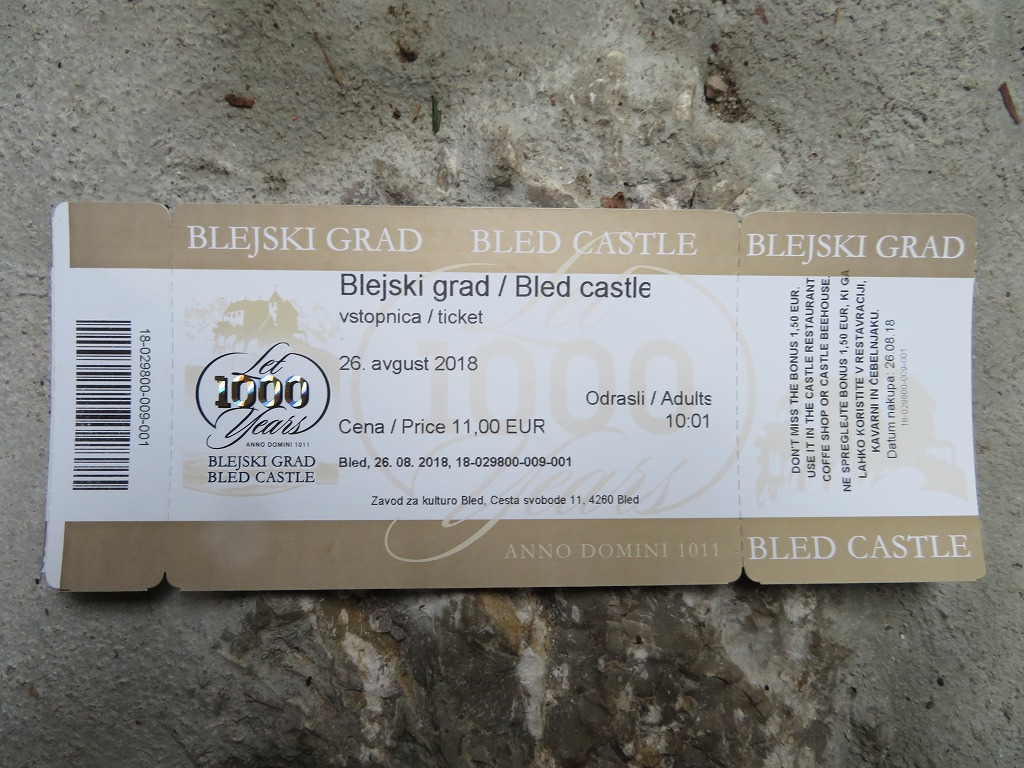 18-029800-009-001
BLEJSKI GRAD BLED CASTLE
Blejski grad / Bled castle
vstopnica / ticket
26. avgust 2018
Odrasli / Adults
10:01
Cena / Price 11,00 EUR
Bled, 26. 08. 2018, 18-029800-009-001
Zavod za kulturo Bled, Cesta svobode 11, 4260 Bled
Let
1000
Years
ANNO DOMINI 1011
BLEJSKI GRAD
BLED CASTLE
Let
1000
Years
ANNO DOMINI 1011
BLEJSKI GRAD
DON'T MISS THE BONUS 1,50 EUR.
USE IT IN THE CASTLE RESTAURANT
COFFE SHOP OR CASTLE BEEHOUSE.
NE SPREGLEJTE BONUS 1,50 EUR, KI GA
LAHKO KORISTITE V RESTAVRACIJI,
KAVARNI IN ČEBELNJAKU.
Datum nakupa: 26.08.18
18-029800-009-001
BLED CASTLE